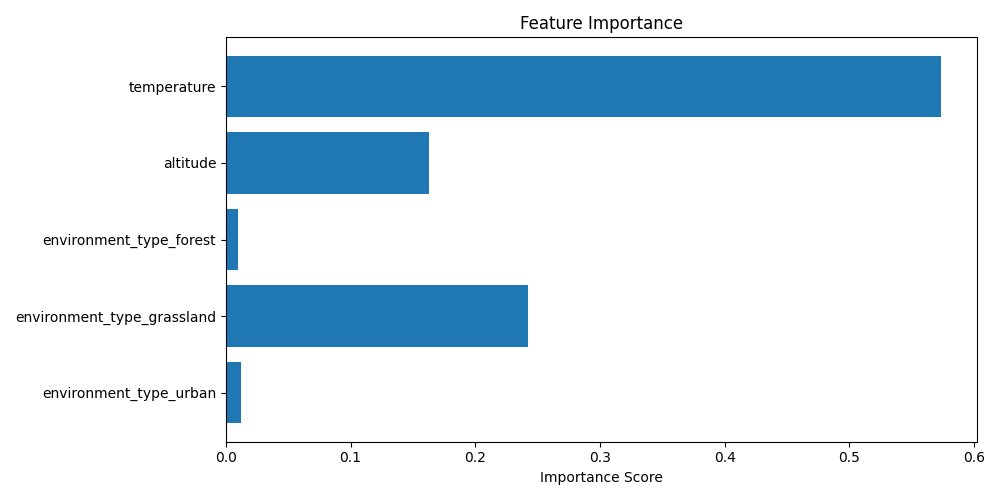 Feature Importance
temperature
altitude
environment_type_forest
environment_type_grassland
environment_type_urban
0.0 0.1 0.2 0.3 0.4 0.5 0.6
Importance Score